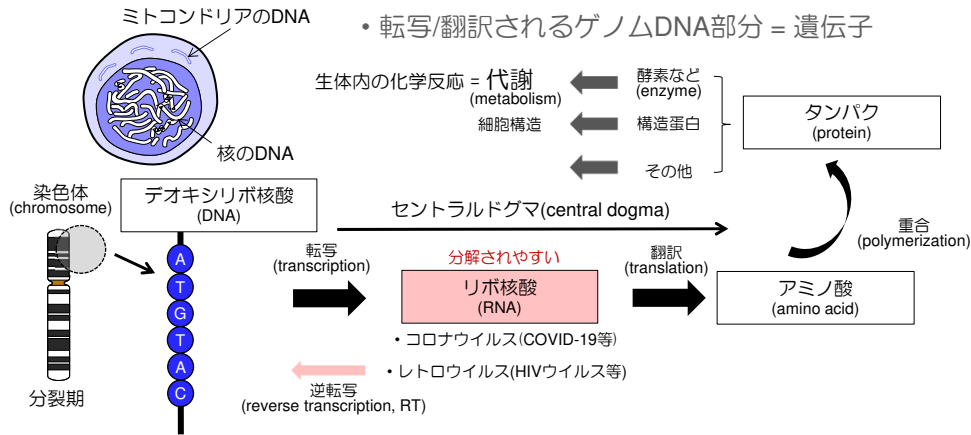 ミトコンドリアのDNA
・転写/翻訳されるゲノムDNA部分 = 遺伝子
生体内の化学反応 = 代謝
(metabolism)
酵素など
(enzyme)
細胞構造
構造蛋白
その他
タンパク
(protein)
核のDNA
染色体
(chromosome)
デオキシリボ核酸
(DNA)
セントラルドグマ(central dogma)
重合
(polymerization)
転写
(transcription)
分解されやすい
翻訳
(translation)
リボ核酸
(RNA)
アミノ酸
(amino acid)
A
T
G
T
A
C
・コロナウイルス(COVID-19等)
・レトロウイルス(HIVウイルス等)
逆転写
(reverse transcription, RT)
分裂期